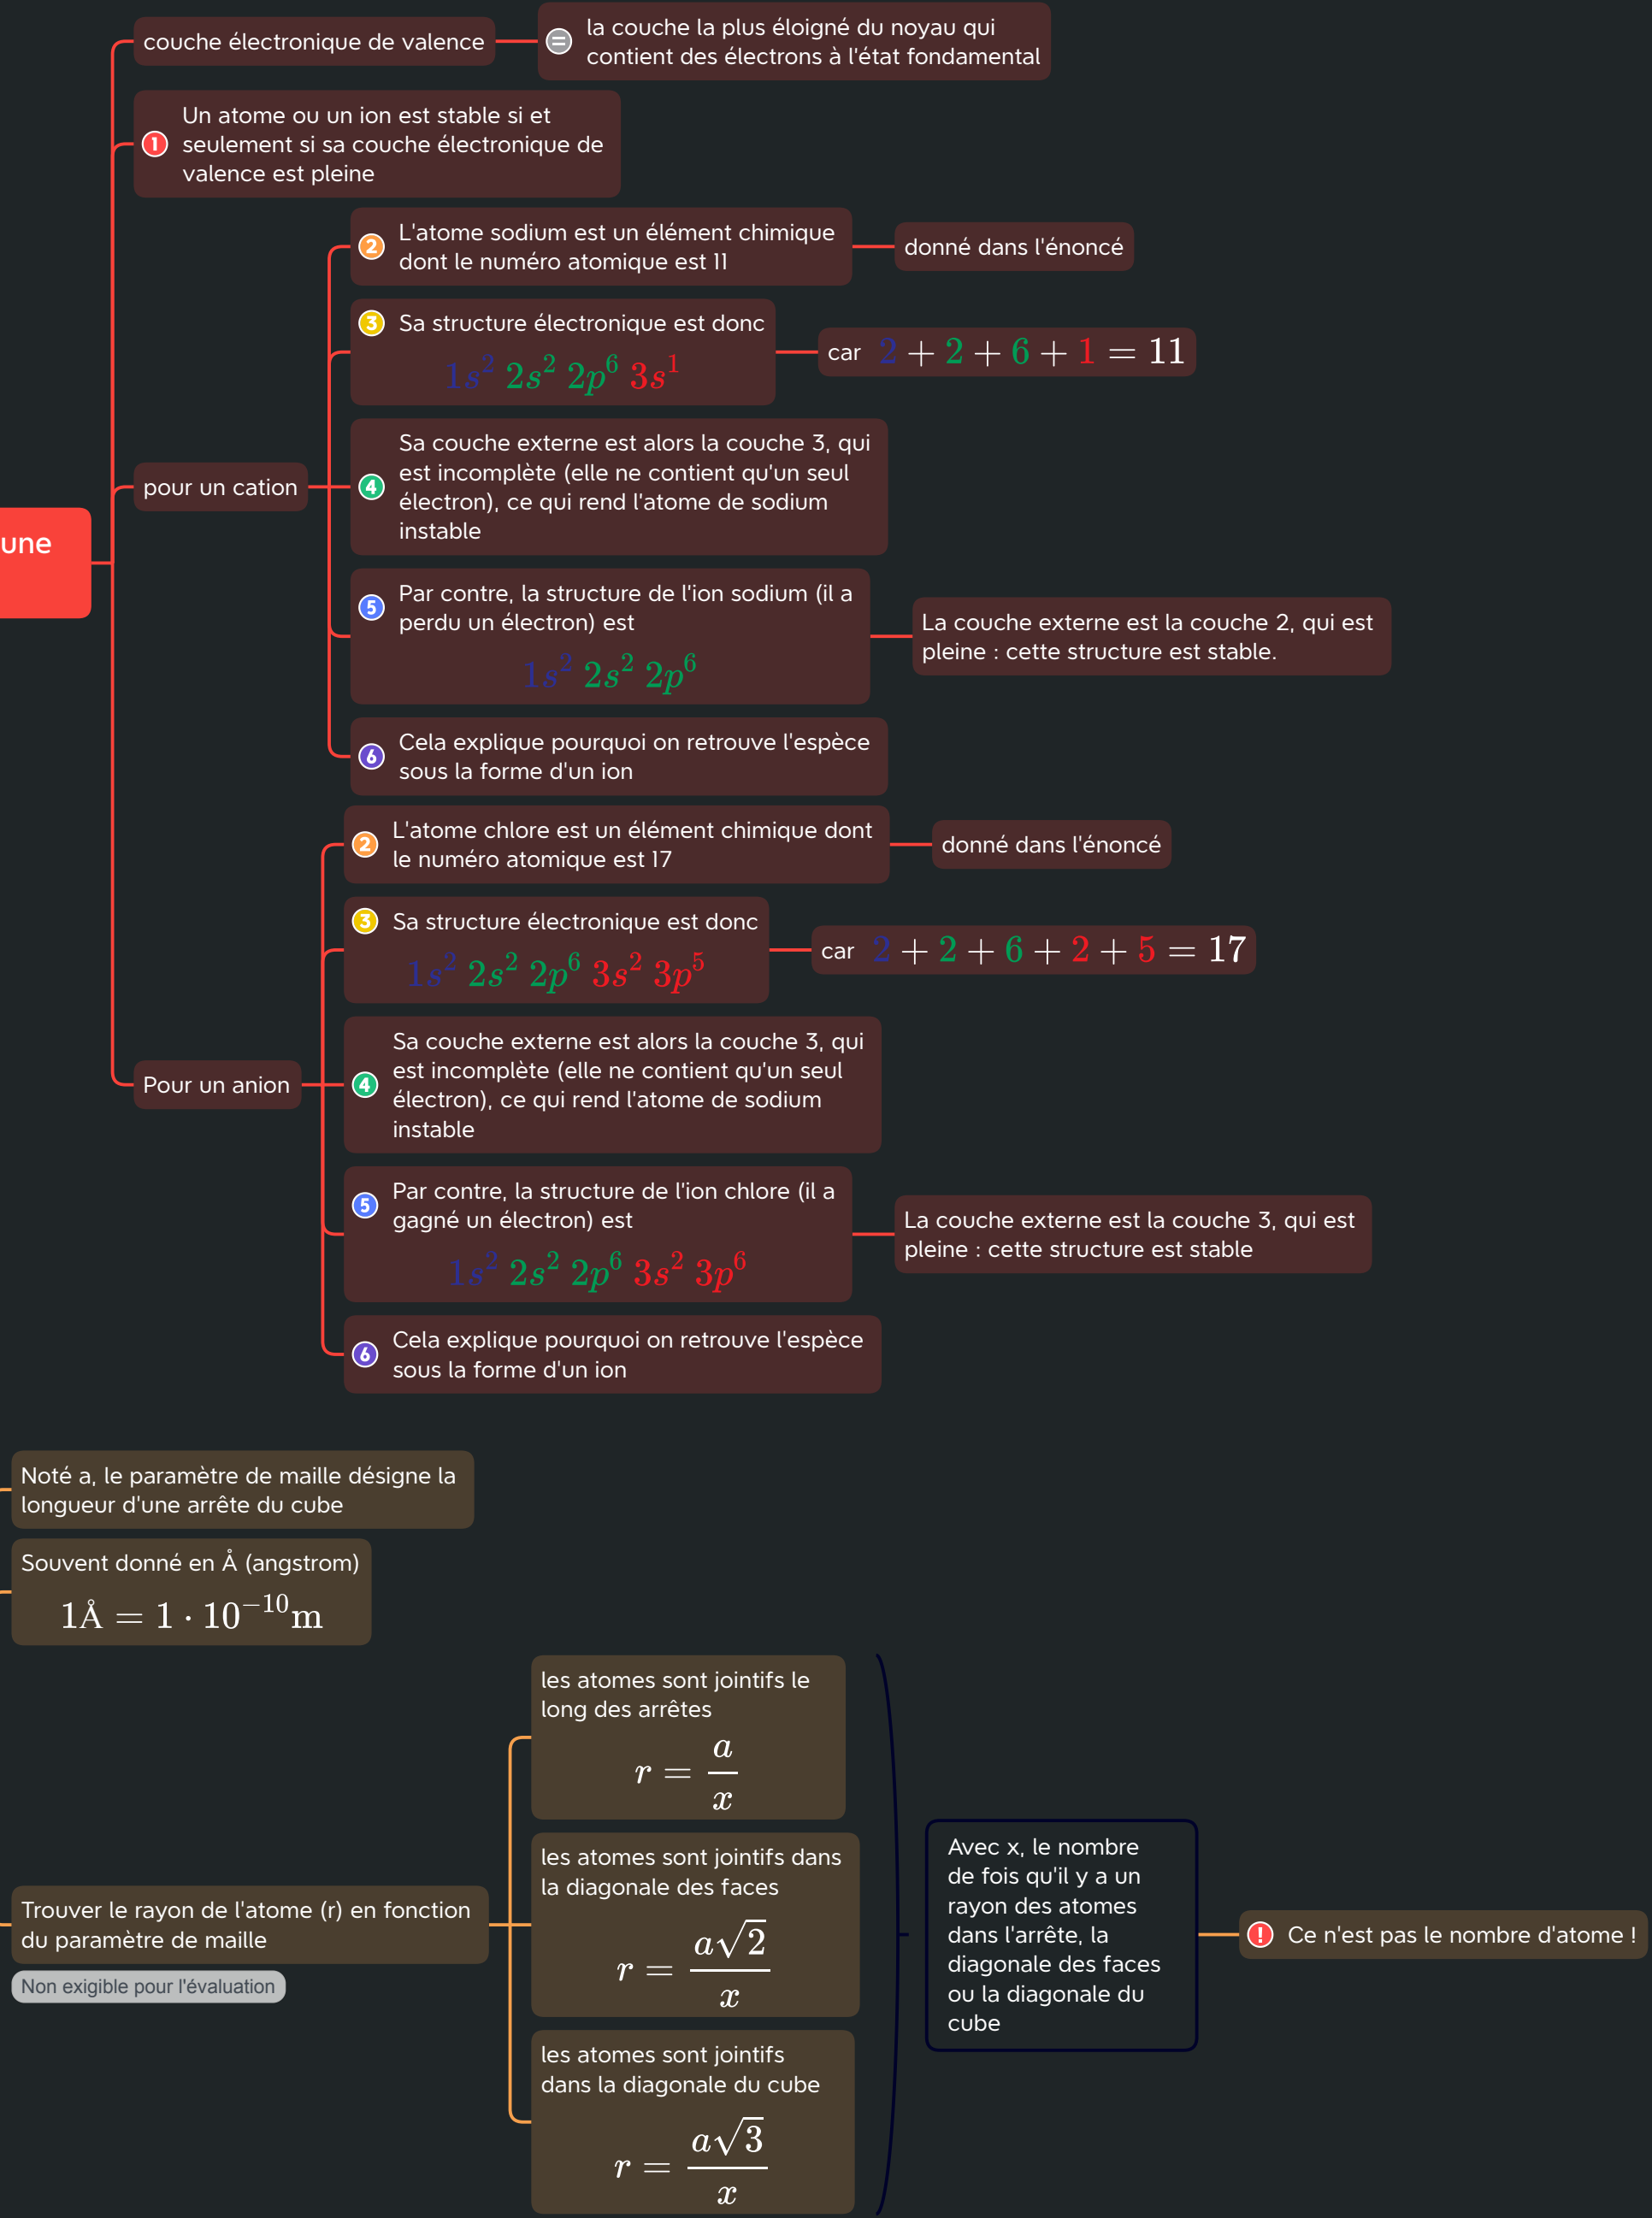 couche électronique de valence
=
la couche la plus éloigné du noyau qui
contient des électrons à l'état fondamental
1
Un atome ou un ion est stable si et
seulement si sa couche électronique de
valence est pleine
une
pour un cation
2
L'atome sodium est un élément chimique
dont le numéro atomique est 11
donné dans l'énoncé
3
Sa structure électronique est donc
1s² 2s² 2p⁶ 3s¹
car 2 + 2 + 6 + 1 = 11
4
Sa couche externe est alors la couche 3, qui
est incomplète (elle ne contient qu'un seul
électron), ce qui rend l'atome de sodium
instable
5
Par contre, la structure de l'ion sodium (il a
perdu un électron) est
1s² 2s² 2p⁶
La couche externe est la couche 2, qui est
pleine : cette structure est stable.
6
Cela explique pourquoi on retrouve l'espèce
sous la forme d'un ion
Pour un anion
2
L'atome chlore est un élément chimique dont
le numéro atomique est 17
donné dans l'énoncé
3
Sa structure électronique est donc
1s² 2s² 2p⁶ 3s² 3p⁵
car 2 + 2 + 6 + 2 + 5 = 17
4
Sa couche externe est alors la couche 3, qui
est incomplète (elle ne contient qu'un seul
électron), ce qui rend l'atome de sodium
instable
5
Par contre, la structure de l'ion chlore (il a
gagné un électron) est
1s² 2s² 2p⁶ 3s² 3p⁶
La couche externe est la couche 3, qui est
pleine : cette structure est stable
6
Cela explique pourquoi on retrouve l'espèce
sous la forme d'un ion
Noté a, le paramètre de maille désigne la
longueur d'une arrête du cube
Souvent donné en Å (angstrom)
1Å = 1 · 10⁻¹⁰m
Trouver le rayon de l'atome (r) en fonction
du paramètre de maille
Non exigible pour l'évaluation
les atomes sont jointifs le
long des arrêtes
r = a/x
les atomes sont jointifs dans
la diagonale des faces
r = a√2/x
les atomes sont jointifs
dans la diagonale du cube
r = a√3/x
Avec x, le nombre
de fois qu'il y a un
rayon des atomes
dans l'arrête, la
diagonale des faces
ou la diagonale du
cube
!
Ce n'est pas le nombre d'atome !